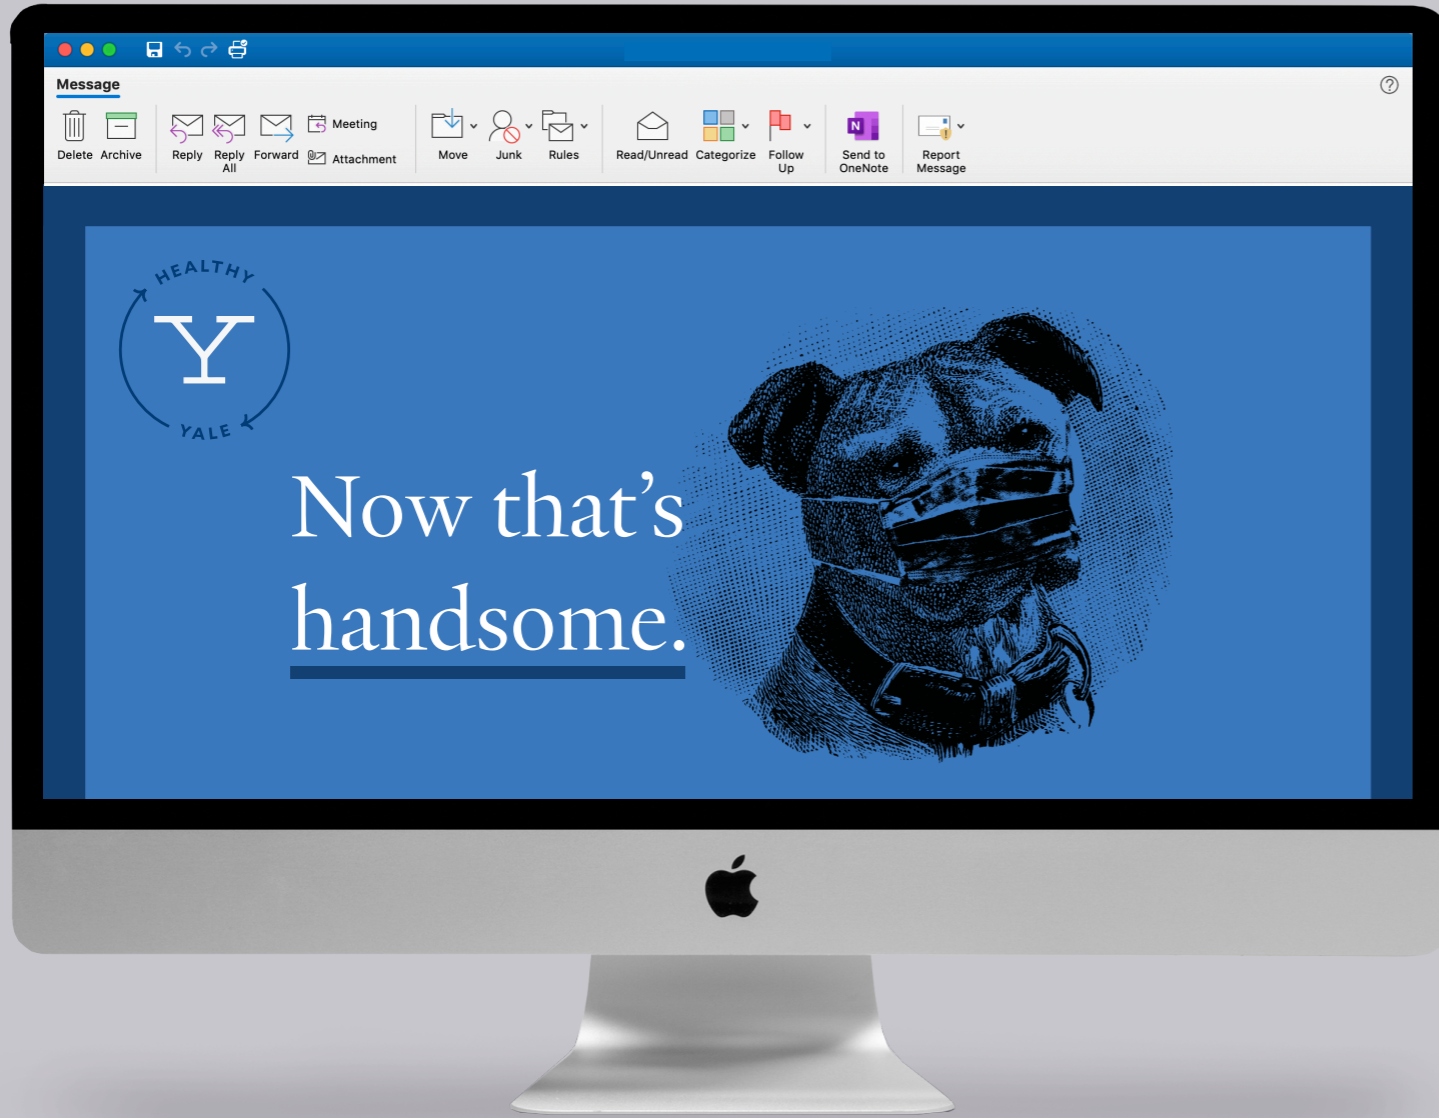 Message
Delete
Archive
Reply
Reply
All
Forward
Meeting
Attachment
Move
Junk
Rules
Read/Unread
Categorize
Follow
Up
N
Send to
OneNote
Report
Message
HEALTHY
Y
YALE
Now that’s
handsome.